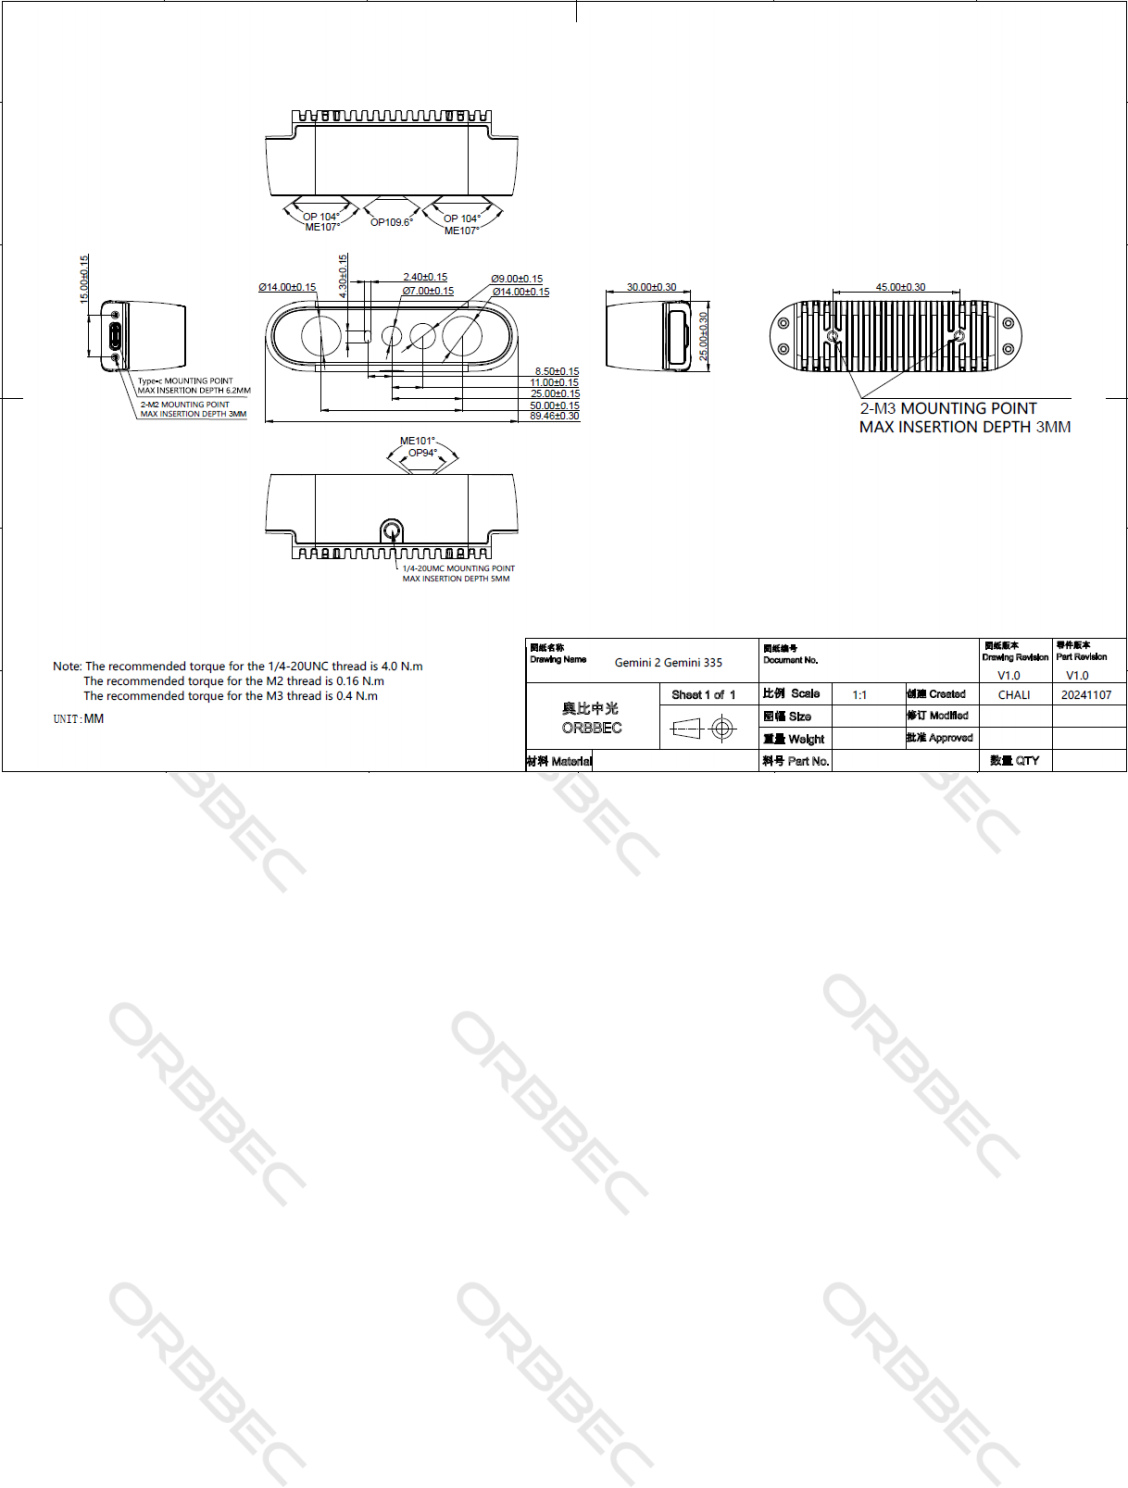 OP 104°
ME107°
OP109.6°
OP 104°
ME107°
15.00±0.15
Type-c MOUNTING POINT
MAX INSERTION DEPTH 6.2MM
2-M2 MOUNTING POINT
MAX INSERTION DEPTH 3MM
Ø14.00±0.15
4.30±0.15
2.40±0.15
Ø7.00±0.15
Ø9.00±0.15
Ø14.00±0.15
8.50±0.15
11.00±0.15
25.00±0.15
50.00±0.15
89.46±0.30
30.00±0.30
25.00±0.30
45.00±0.30
2-M3 MOUNTING POINT
MAX INSERTION DEPTH 3MM
ME101°
OP94°
1/4-20UMC MOUNTING POINT
MAX INSERTION DEPTH 5MM
Note: The recommended torque for the 1/4-20UNC thread is 4.0 N.m
The recommended torque for the M2 thread is 0.16 N.m
The recommended torque for the M3 thread is 0.4 N.m
UNIT:MM
图纸名称
Drawing Name
Gemini 2 Gemini 335
图纸编号
Document No.
图纸版本
Drawing Revision
V1.0
零件版本
Part Revision
V1.0
奥比中光
ORBBEC
Sheet 1 of 1
比例 Scale
1:1
创建 Created
CHALI
20241107
图幅 Size
修订 Modified
重量 Weight
批准 Approved
材料 Material
料号 Part No.
数量 QTY
ORBBEC
ORBBEC
ORBBEC
ORBBEC
ORBBEC
ORBBEC
ORBBEC
ORBBEC
ORBBEC